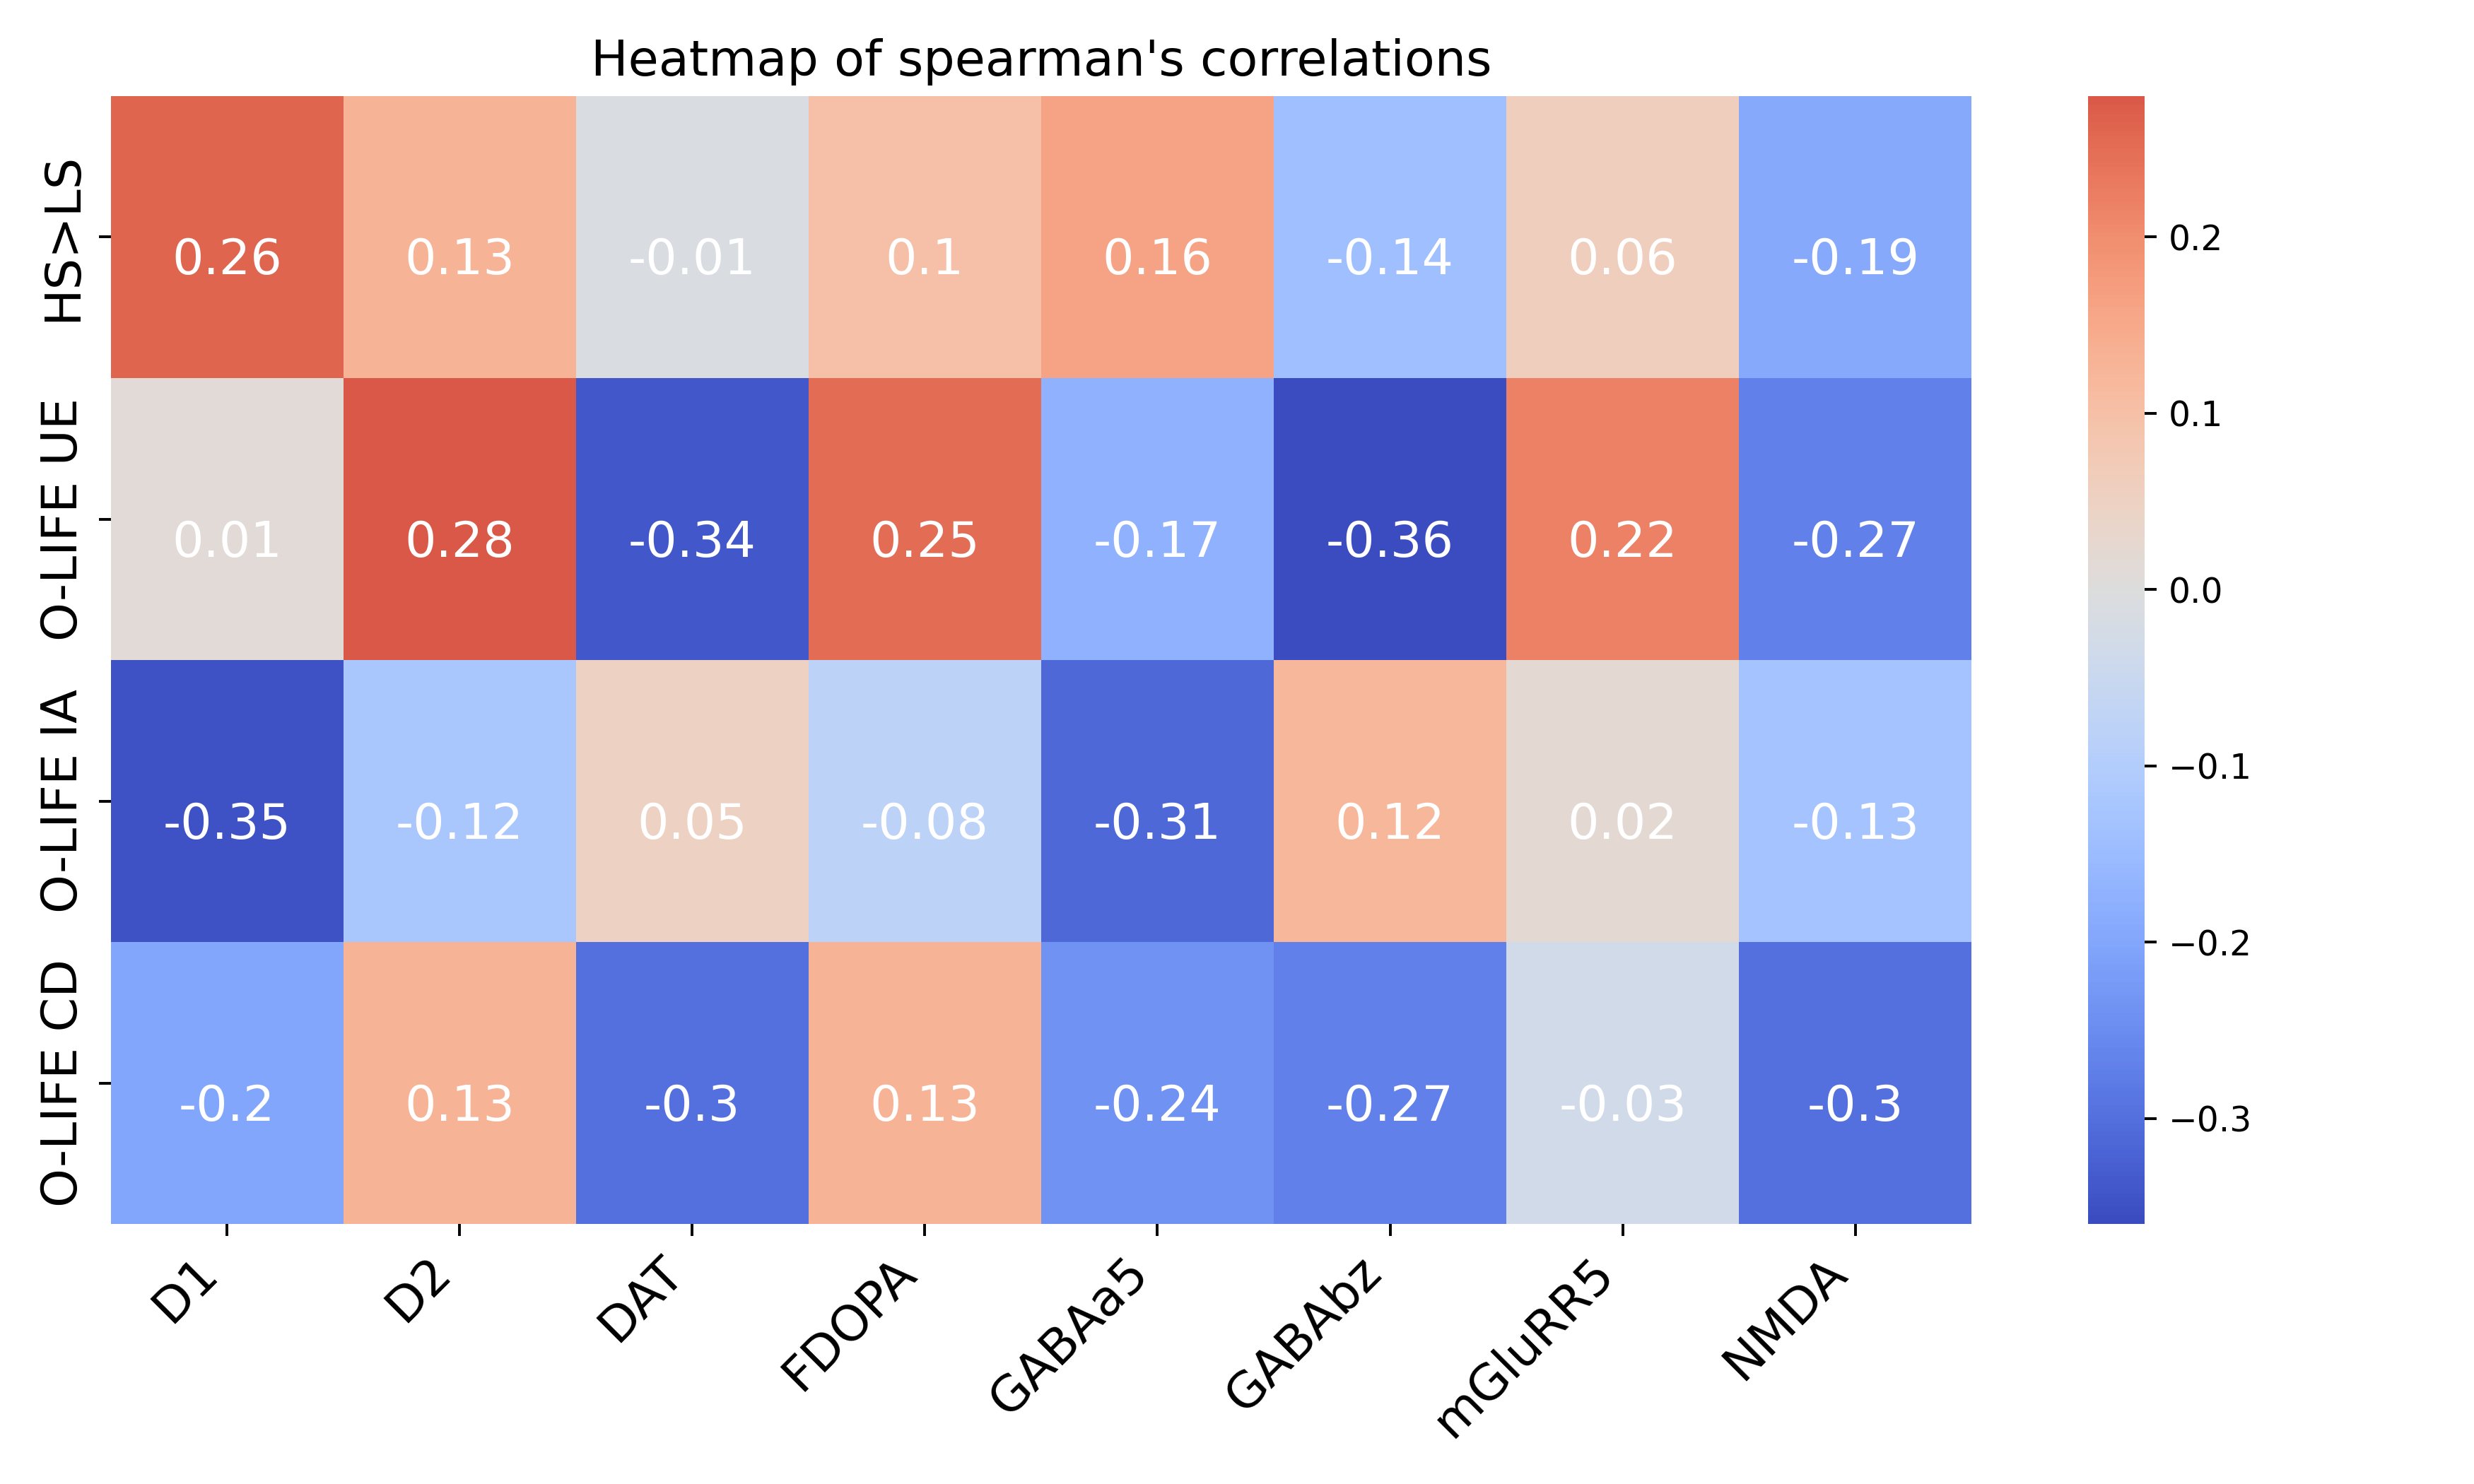 Heatmap of spearman's correlations
HS>LS 0.26 0.13 -0.01 0.1 0.16 -0.14 0.06 -0.19
O-LIFE UE 0.01 0.28 -0.34 0.25 -0.17 -0.36 0.22 -0.27
O-LIFE IA -0.35 -0.12 0.05 -0.08 -0.31 0.12 0.02 -0.13
O-LIFE CD -0.2 0.13 -0.3 0.13 -0.24 -0.27 -0.03 -0.3
D1 D2 DAT FDOPA GABAa5 GABAbz mGluRR5 NMDA
0.2
0.1
0.0
−0.1
−0.2
−0.3